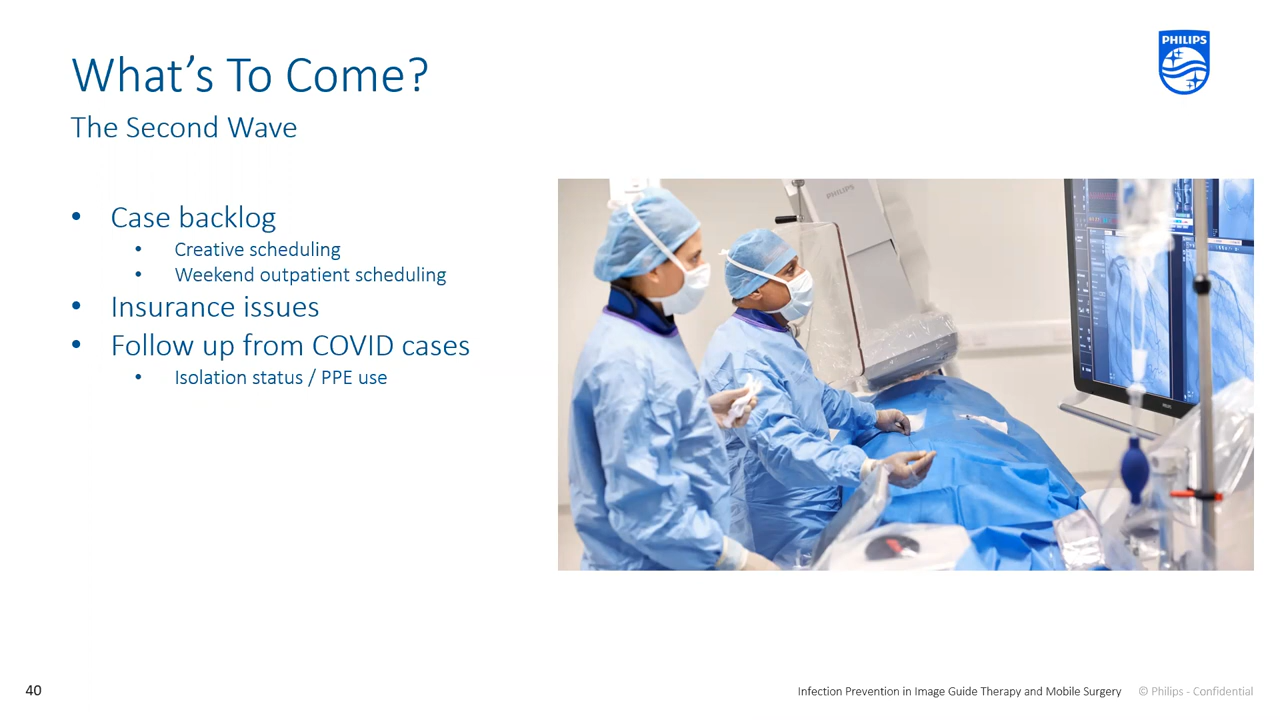 What's To Come?
PHILIPS
The Second Wave
• Case backlog
• Creative scheduling
• Weekend outpatient scheduling
• Insurance issues
• Follow up from COVID cases
• Isolation status / PPE use
PHILIPS
40
Infection Prevention in Image Guide Therapy and Mobile Surgery
© Philips - Confidential